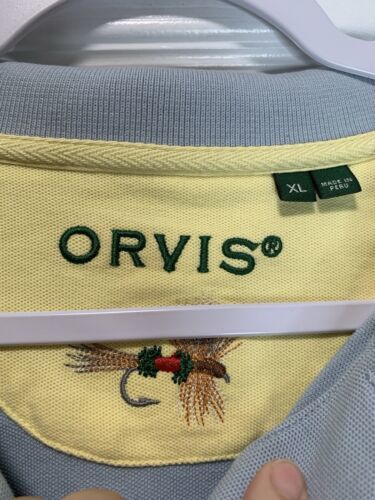 XL
MADE IN
PERU
ORVIS®